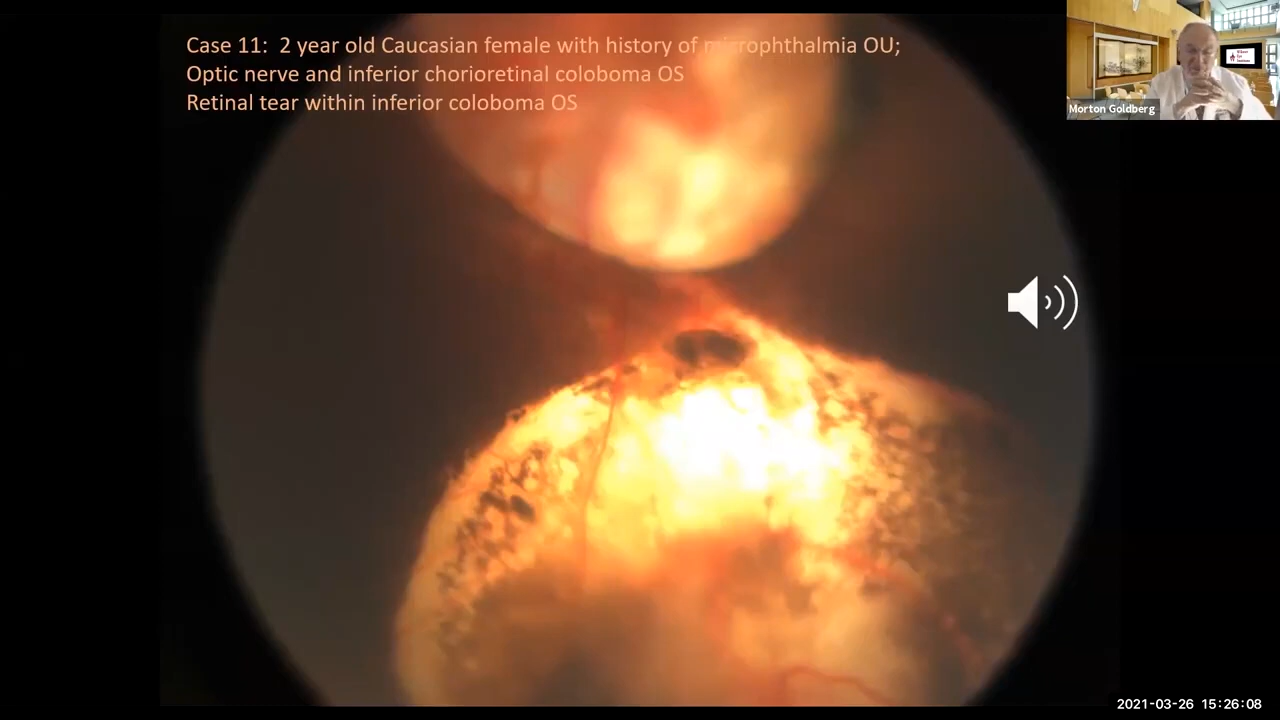 Case 11:  2 year old Caucasian female with history of microphthalmia OU;
Optic nerve and inferior chorioretinal coloboma OS
Retinal tear within inferior coloboma OS
Morton Goldberg
2021-03-26  15:26:08